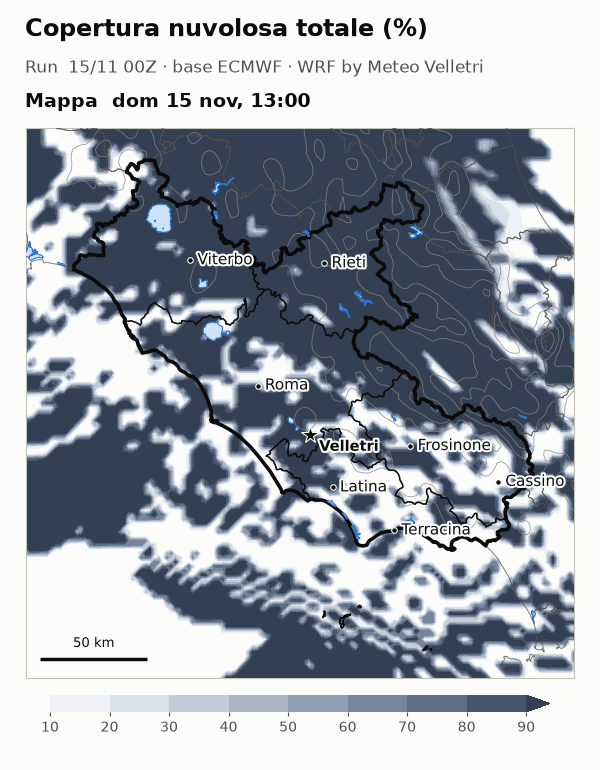 Copertura nuvolosa totale (%)
Run  15/11 00Z · base ECMWF · WRF by Meteo Velletri
Mappa  dom 15 nov, 13:00
Viterbo
Rieti
Roma
Velletri
Frosinone
Latina
Cassino
Terracina
50 km
10 20 30 40 50 60 70 80 90